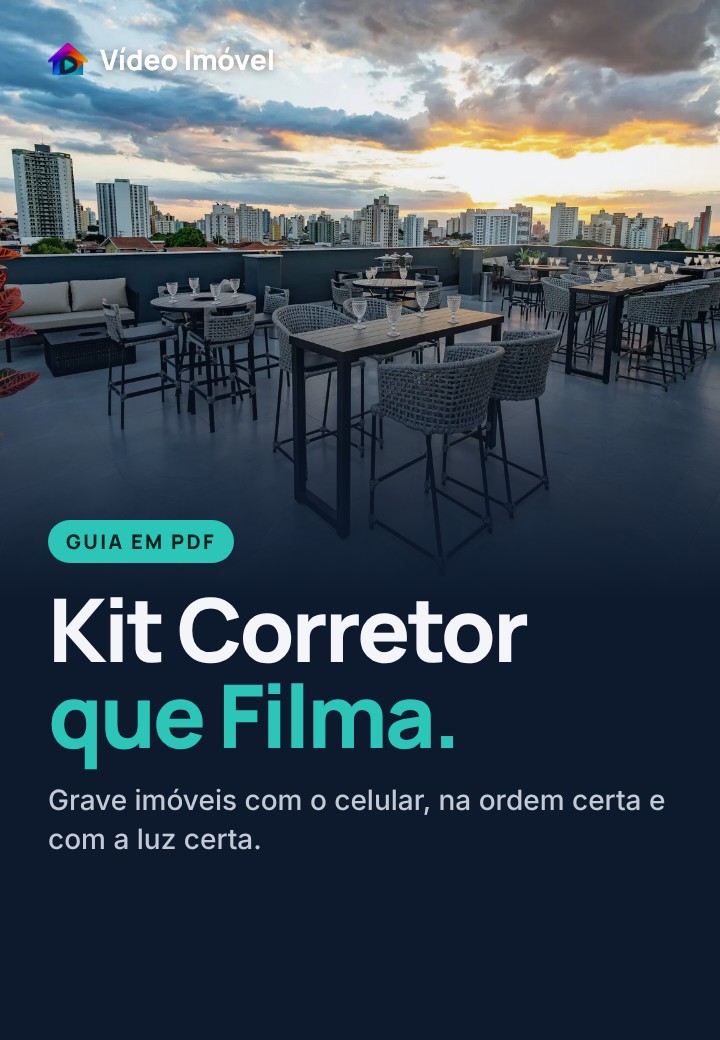 Vídeo Imóvel
GUIA EM PDF
Kit Corretor
que Filma.
Grave imóveis com o celular, na ordem certa e
com a luz certa.